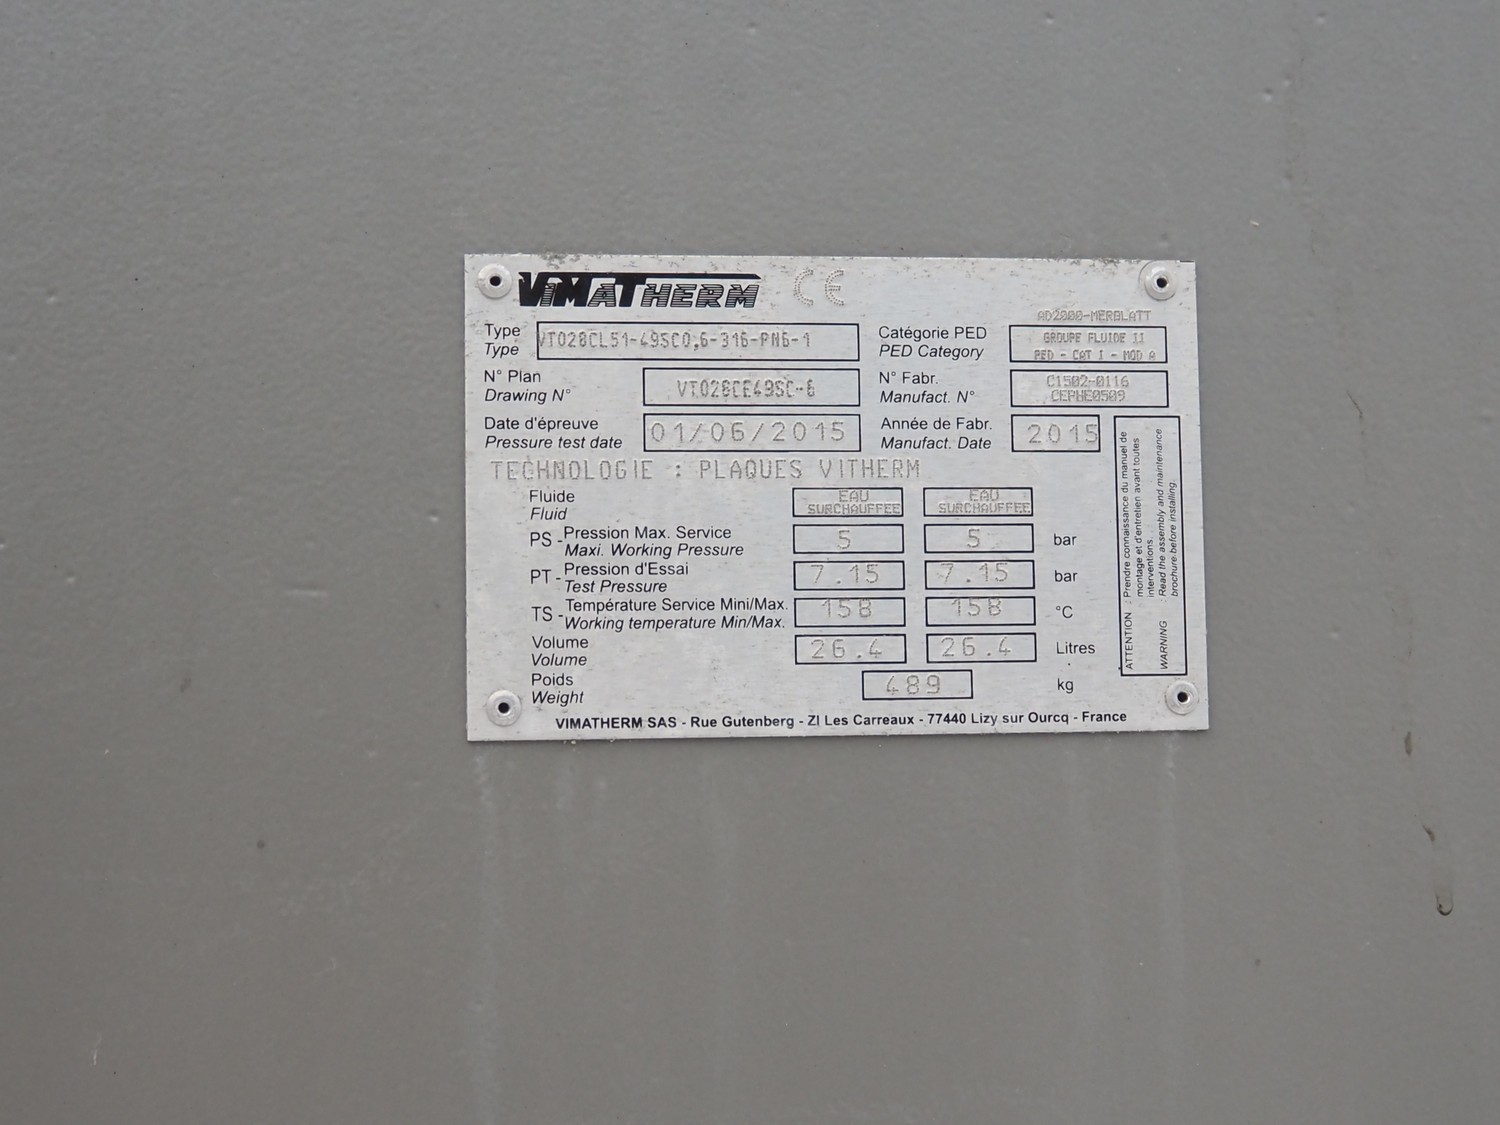 VIMATHERM CE
AD2000-MERBLATT
Type VT028CL51-49SCO,6-316-PN6-1
Type
Catégorie PED GROUPE FLUIDE II
PED Category PED - CAT I - MOD A
N° Plan VT028CE49SC-6
Drawing N°
N° Fabr. C1502-0116
Manufact. N° CEPHE0509
Date d'épreuve 01/06/2015
Pressure test date
Année de Fabr. 2015
Manufact. Date
TECHNOLOGIE : PLAQUES VITHERM
Fluide EAU EAU
Fluid SURCHAUFFEE SURCHAUFFEE
PS - Pression Max. Service 5 5 bar
Maxi. Working Pressure
PT - Pression d'Essai 7.15 7.15 bar
Test Pressure
TS - Température Service Mini/Max. 158 158 °C
Working temperature Min/Max.
Volume 26.4 26.4 Litres
Volume
Poids 489 kg
Weight
ATTENTION : Prendre connaissance du manuel de
montage et d'entretien avant toutes
interventions.
WARNING : Read the assembly and maintenance
brochure before installing.
VIMATHERM SAS - Rue Gutenberg - ZI Les Carreaux - 77440 Lizy sur Ourcq - France